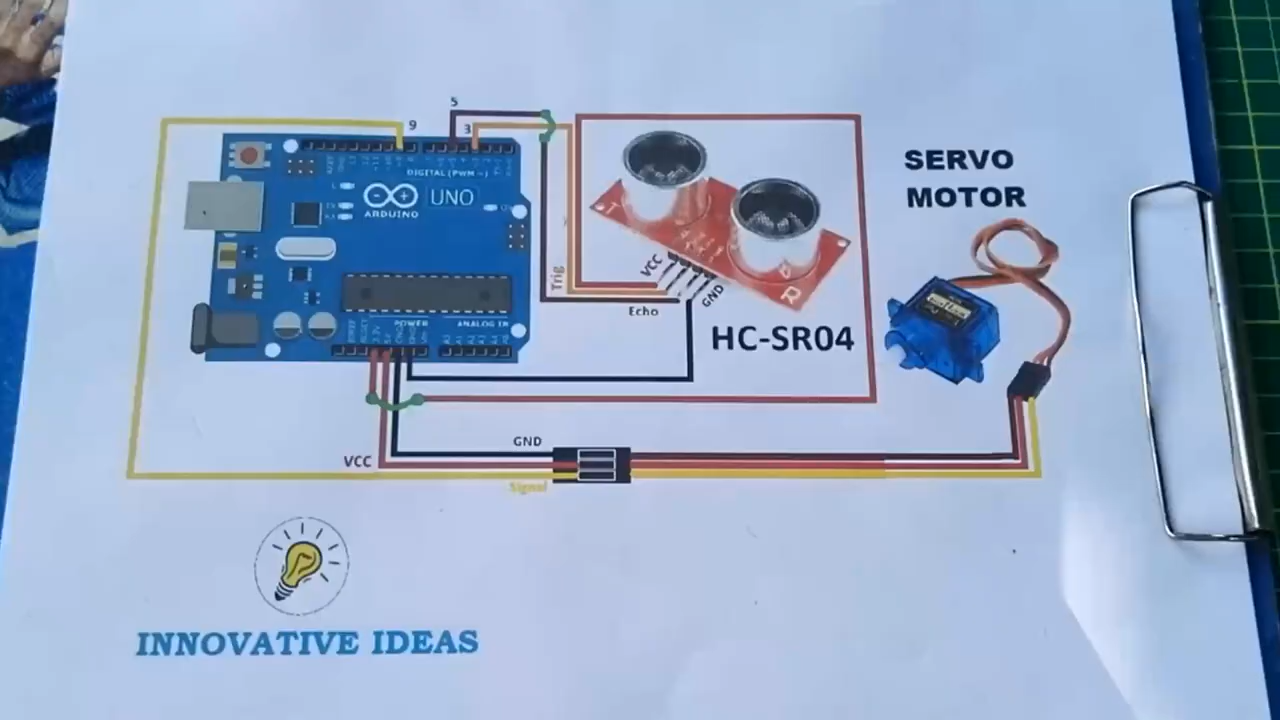 5
9
3
DIGITAL (PWM ~)
UNO
ARDUINO
SERVO
MOTOR
T
VCC
Trig
Echo
GND
R
HC-SR04
POWER
ANALOG IN
GND
VCC
Signal
INNOVATIVE IDEAS